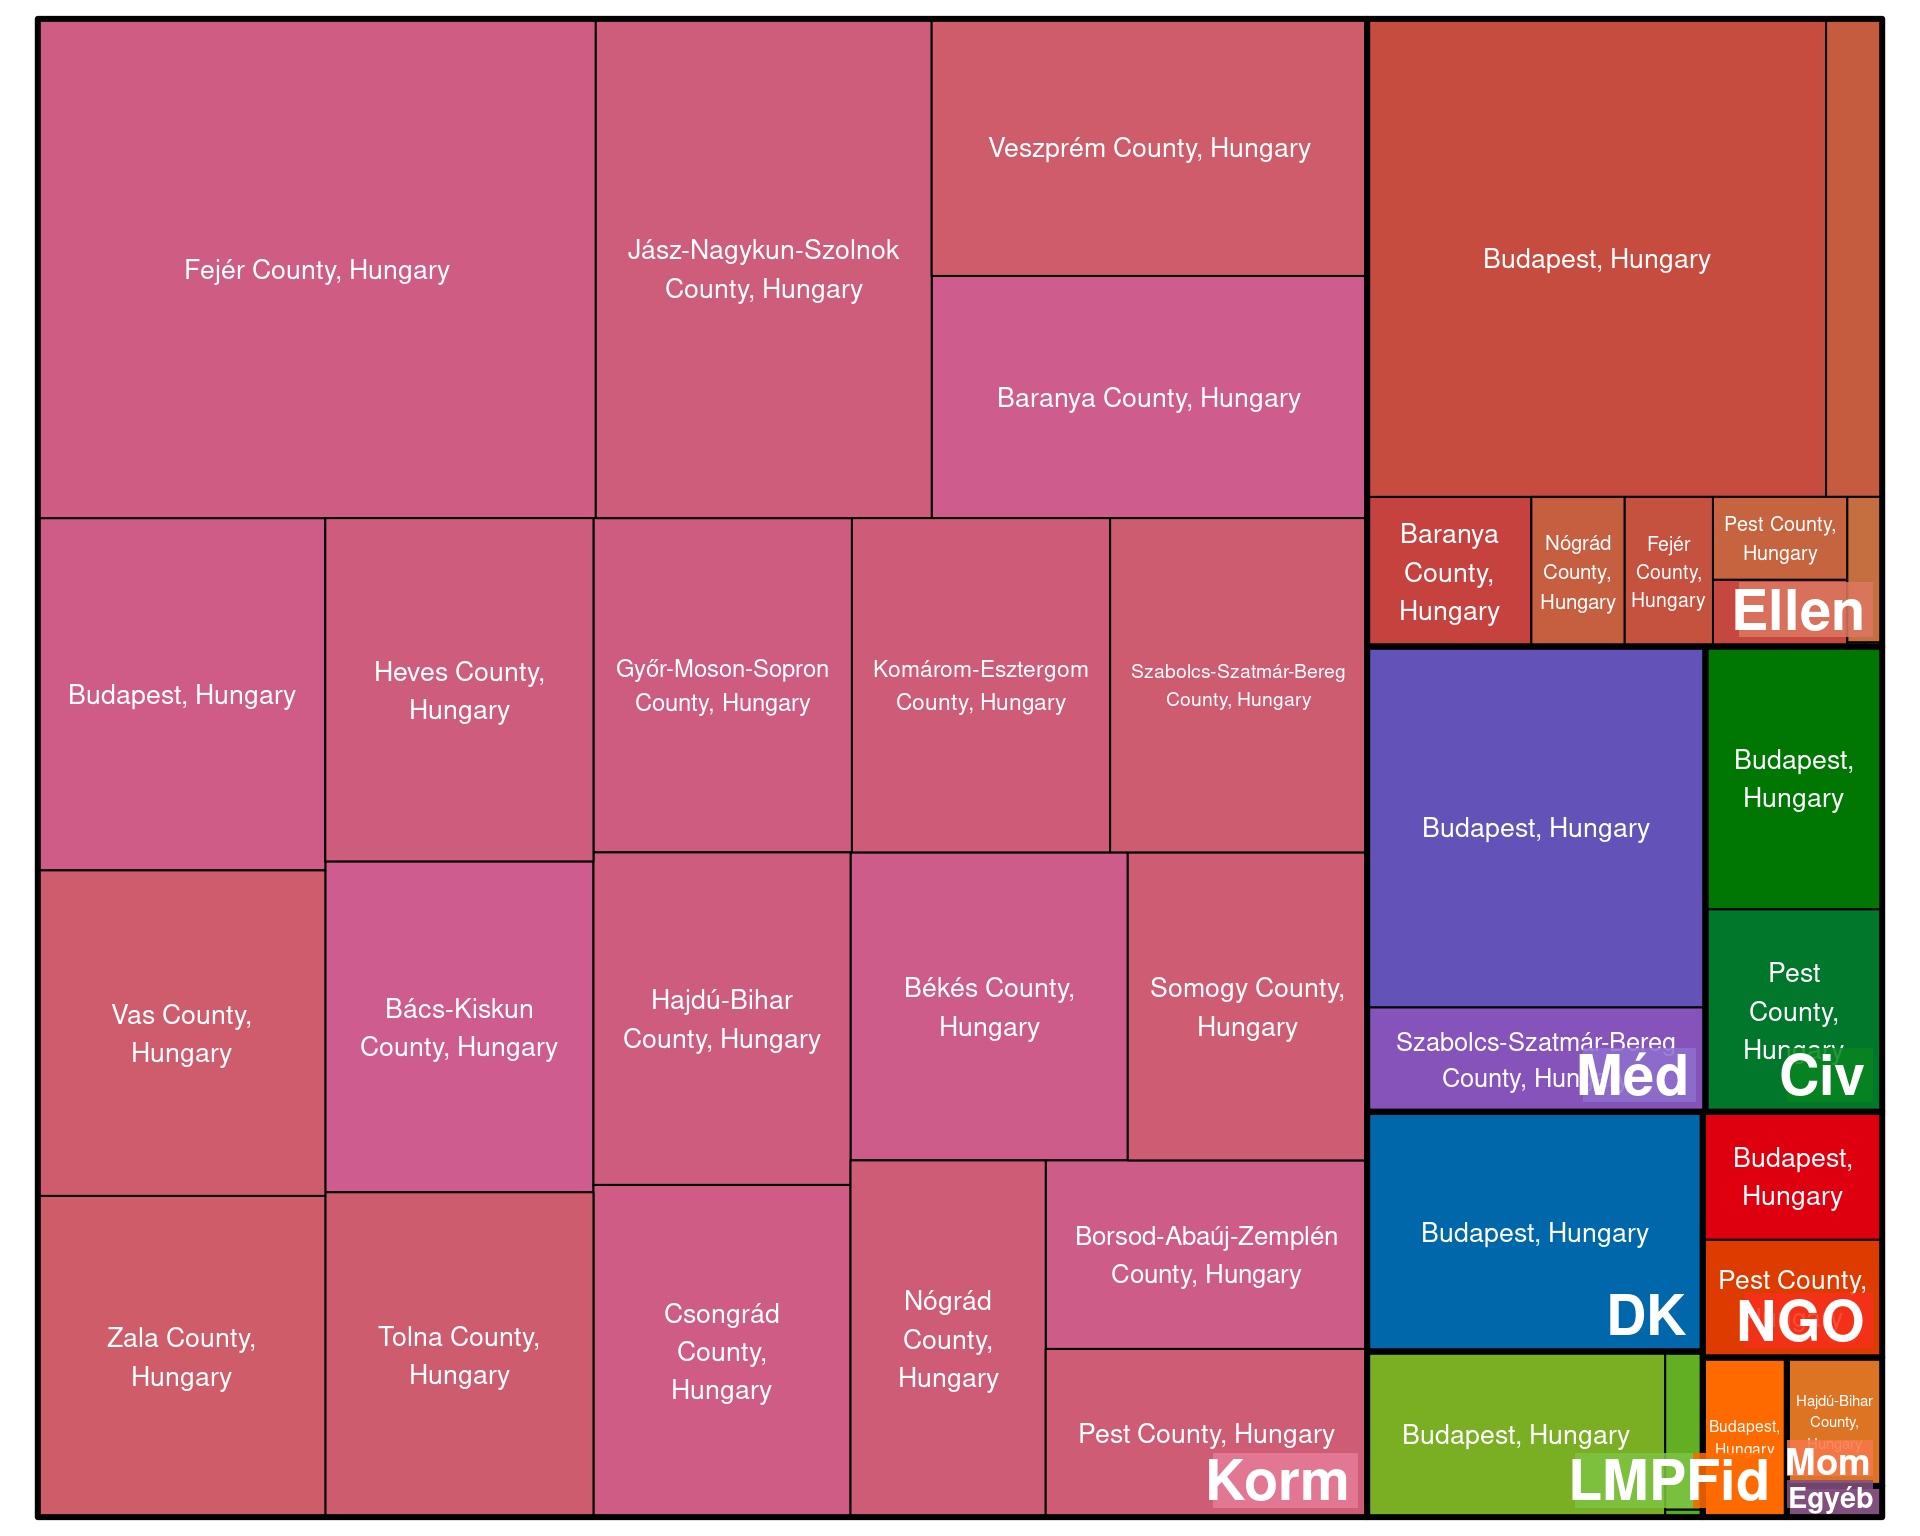 Fejér County, Hungary
Jász-Nagykun-Szolnok
County, Hungary
Veszprém County, Hungary
Baranya County, Hungary
Budapest, Hungary
Heves County,
Hungary
Győr-Moson-Sopron
County, Hungary
Komárom-Esztergom
County, Hungary
Szabolcs-Szatmár-Bereg
County, Hungary
Vas County,
Hungary
Bács-Kiskun
County, Hungary
Hajdú-Bihar
County, Hungary
Békés County,
Hungary
Somogy County,
Hungary
Zala County,
Hungary
Tolna County,
Hungary
Csongrád
County,
Hungary
Nógrád
County,
Hungary
Borsod-Abaúj-Zemplén
County, Hungary
Pest County, Hungary
Korm
Budapest, Hungary
Baranya
County,
Hungary
Nógrád
County,
Hungary
Fejér
County,
Hungary
Pest County,
Hungary
Ellen
Budapest, Hungary
Szabolcs-Szatmár-Bereg
County,
Méd
Budapest,
Hungary
Pest
County,
Hungary
Civ
Budapest, Hungary
DK
Budapest,
Hungary
Pest County,
NGO
Budapest, Hungary
LMP
Budapest,
Hungary
Fid
Hajdú-Bihar
County,
Hungary
Mom
Egyéb